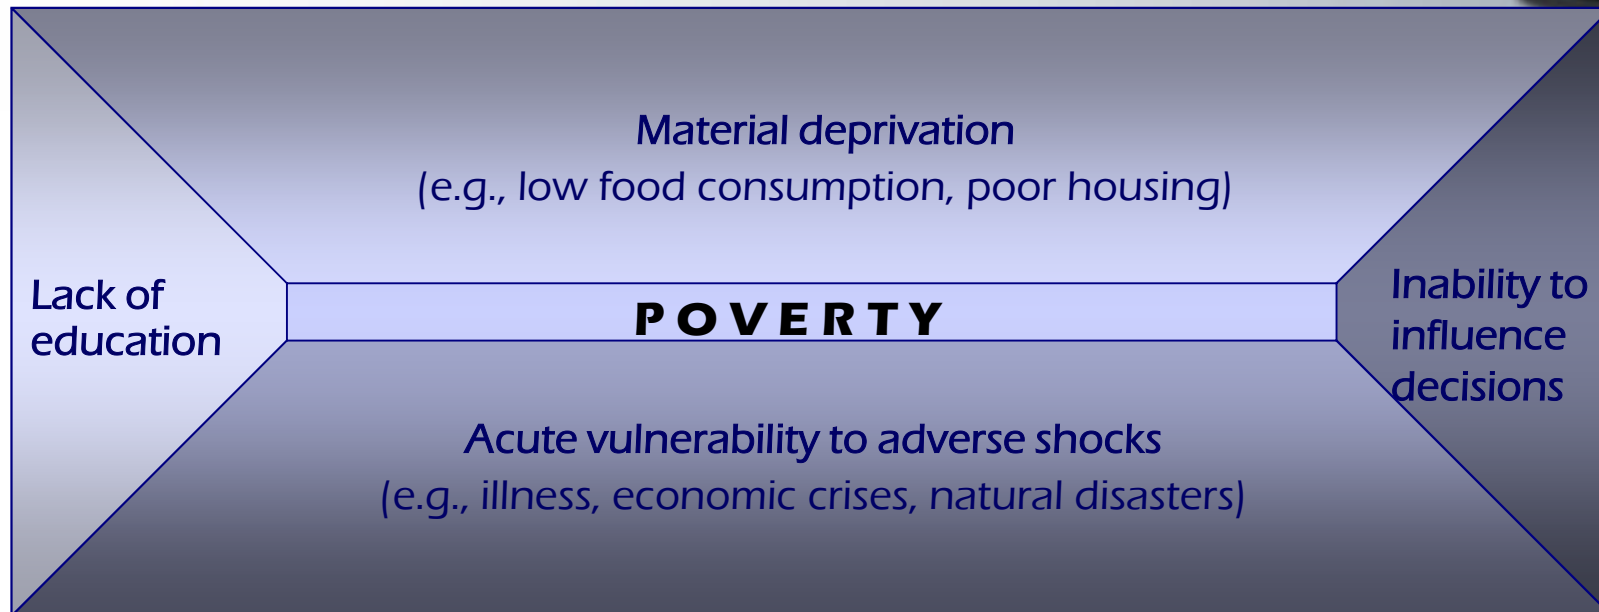 Material deprivation
(e.g., low food consumption, poor housing)
Lack of
education
POVERTY
Inability to
influence
decisions
Acute vulnerability to adverse shocks
(e.g., illness, economic crises, natural disasters)